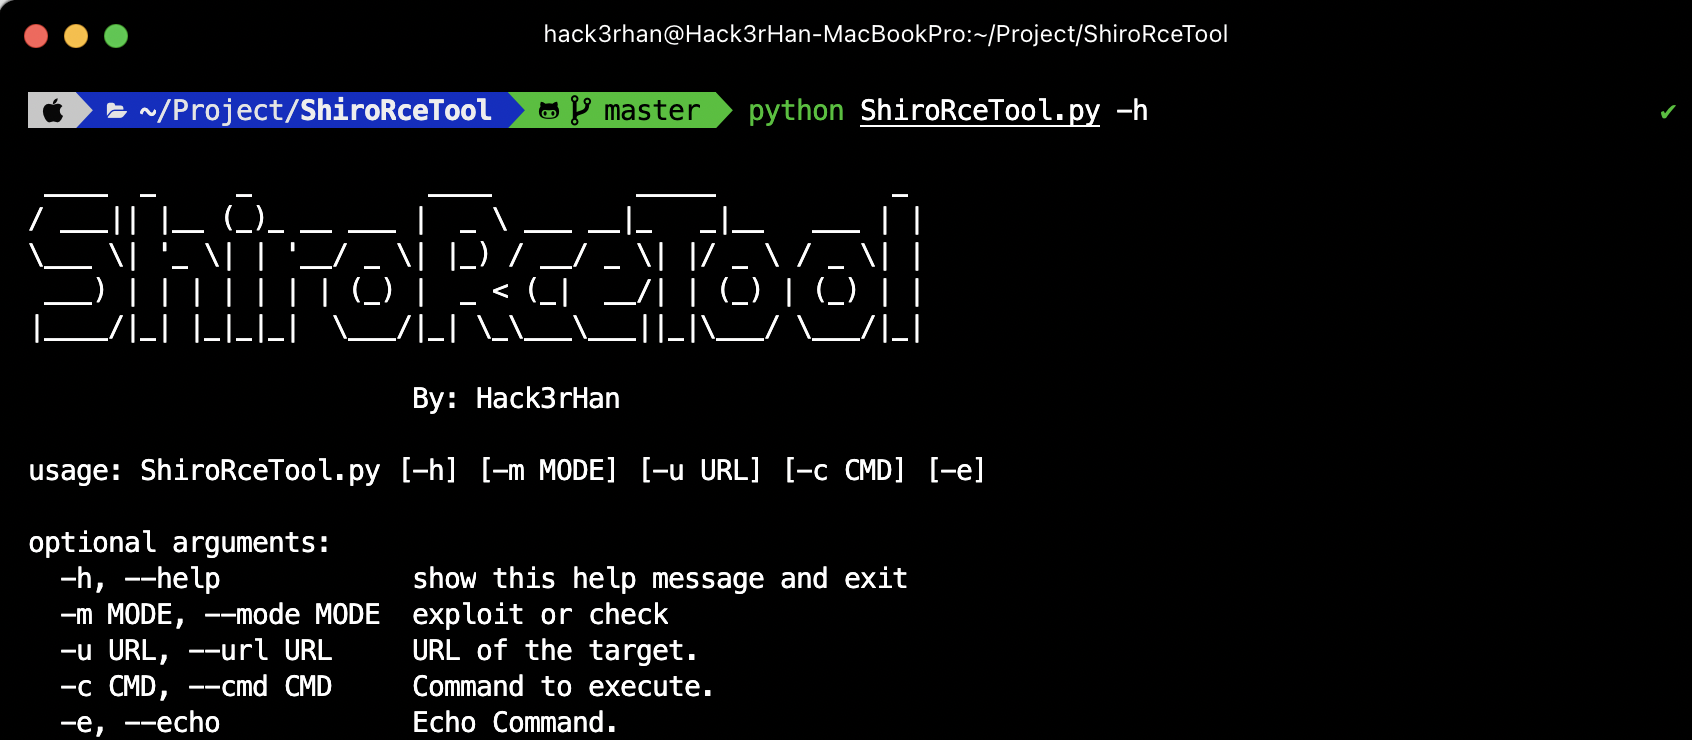 hack3rhan@Hack3rHan-MacBookPro:~/Project/ShiroRceTool
~/Project/ShiroRceTool master python ShiroRceTool.py -h ✔
ShiroRceTool
By: Hack3rHan
usage: ShiroRceTool.py [-h] [-m MODE] [-u URL] [-c CMD] [-e]
optional arguments:
-h, --help show this help message and exit
-m MODE, --mode MODE exploit or check
-u URL, --url URL URL of the target.
-c CMD, --cmd CMD Command to execute.
-e, --echo Echo Command.